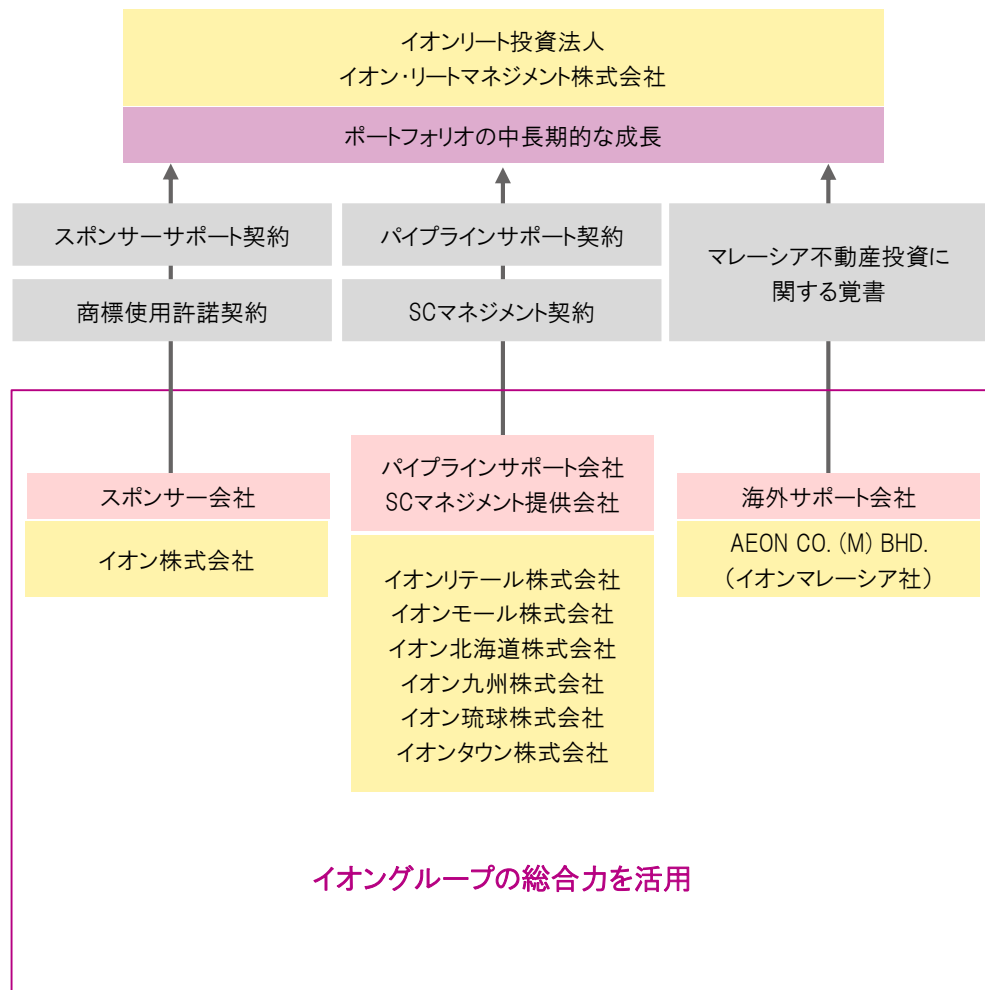 イオンリート投資法人
イオン・リートマネジメント株式会社
ポートフォリオの中長期的な成長
スポンサーサポート契約
商標使用許諾契約
パイプラインサポート契約
SCマネジメント契約
マレーシア不動産投資に
関する覚書
スポンサー会社
イオン株式会社
パイプラインサポート会社
SCマネジメント提供会社
イオンリテール株式会社
イオンモール株式会社
イオン北海道株式会社
イオン九州株式会社
イオン琉球株式会社
イオンタウン株式会社
海外サポート会社
AEON CO. (M) BHD.
（イオンマレーシア社）
イオングループの総合力を活用